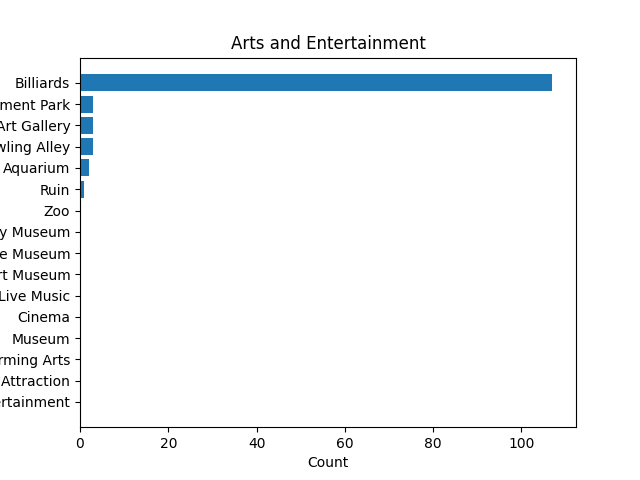 Arts and Entertainment
Billiards
ment Park
Art Gallery
wling Alley
Aquarium
Ruin
Zoo
y Museum
e Museum
rt Museum
Live Music
Cinema
Museum
rming Arts
Attraction
ertainment
0 20 40 60 80 100
Count